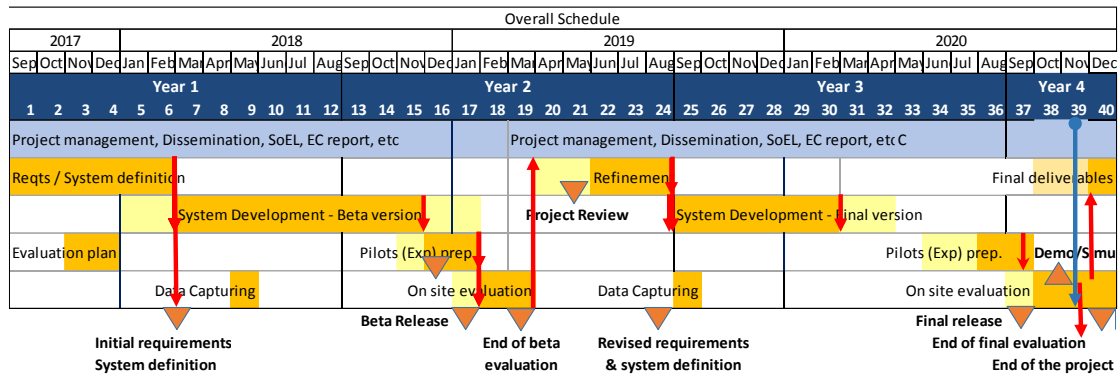 Overall Schedule
2017 2018 2019 2020
Sep Oct Nov Dec Jan Feb Mar Apr May Jun Jul Aug Sep Oct Nov Dec Jan Feb Mar Apr May Jun Jul Aug Sep Oct Nov Dec Jan Feb Mar Apr May Jun Jul Aug Sep Oct Nov Dec
Year 1 Year 2 Year 3 Year 4
1 2 3 4 5 6 7 8 9 10 11 12 13 14 15 16 17 18 19 20 21 22 23 24 25 26 27 28 29 30 31 32 33 34 35 36 37 38 39 40
Project management, Dissemination, SoEL, EC report, etc Project management, Dissemination, SoEL, EC report, etc C
Reqts / System definition Refinemen Final deliverables
System Development - Beta version Project Review System Development - Final version
Evaluation plan Pilots (Exp) prep. Pilots (Exp) prep. Demo/Simu
Data Capturing On site evaluation Data Capturing On site evaluation
Beta Release Final release
Initial requirements End of beta Revised requirements End of final evaluation
System definition evaluation & system definition End of the project